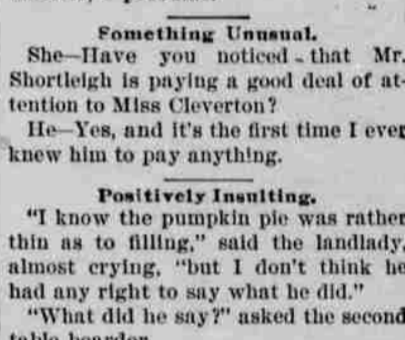 Something Unusual.
She—Have you noticed that Mr.
Shortleigh is paying a good deal of at-
tention to Miss Cleverton?
He—Yes, and it's the first time I ever
knew him to pay anything.
Positively Insulting.
"I know the pumpkin pie was rather
thin as to filling," said the landlady,
almost crying, "but I don't think he
had any right to say what he did."
"What did he say?" asked the second
table boarder.